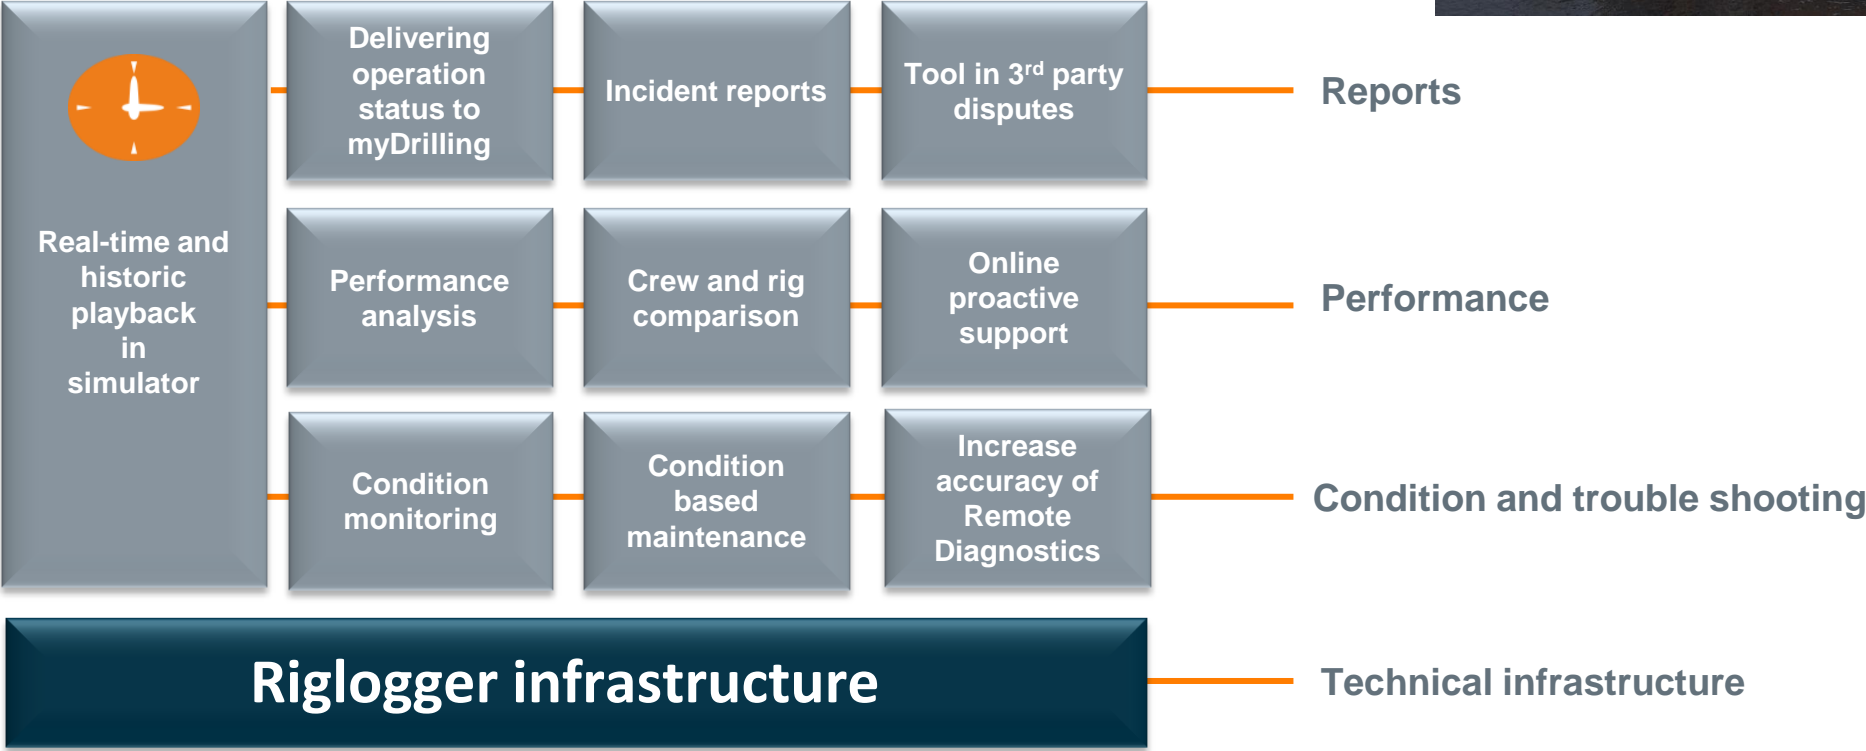 Real-time and
historic
playback
in
simulator
Delivering
operation
status to
myDrilling
Incident reports
Tool in 3rd party
disputes
Reports
Performance
analysis
Crew and rig
comparison
Online
proactive
support
Performance
Condition
monitoring
Condition
based
maintenance
Increase
accuracy of
Remote
Diagnostics
Condition and trouble shooting
Riglogger infrastructure
Technical infrastructure